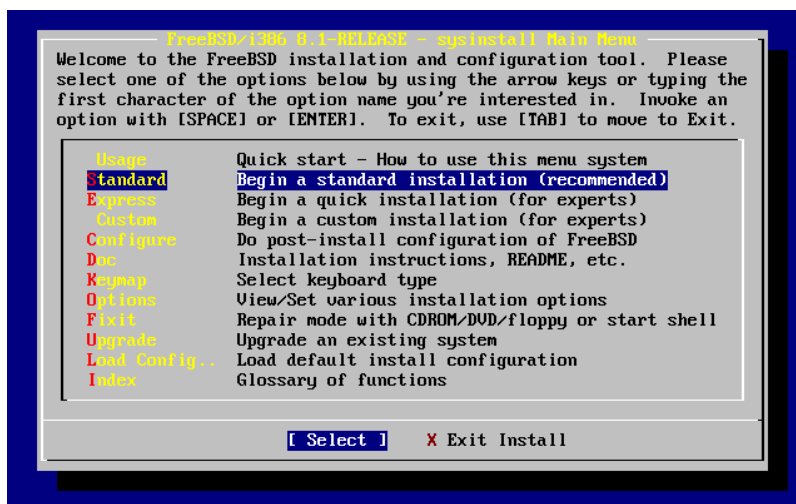 FreeBSD/i386 8.1-RELEASE - sysinstall Main Menu
Welcome to the FreeBSD installation and configuration tool.  Please
select one of the options below by using the arrow keys or typing the
first character of the option name you're interested in.  Invoke an
option with [SPACE] or [ENTER].  To exit, use [TAB] to move to Exit.
Usage Quick start - How to use this menu system
Standard Begin a standard installation (recommended)
Express Begin a quick installation (for experts)
Custom Begin a custom installation (for experts)
Configure Do post-install configuration of FreeBSD
Doc Installation instructions, README, etc.
Keymap Select keyboard type
Options View/Set various installation options
Fixit Repair mode with CDROM/DVD/floppy or start shell
Upgrade Upgrade an existing system
Load Config.. Load default install configuration
Index Glossary of functions
[ Select ] X Exit Install